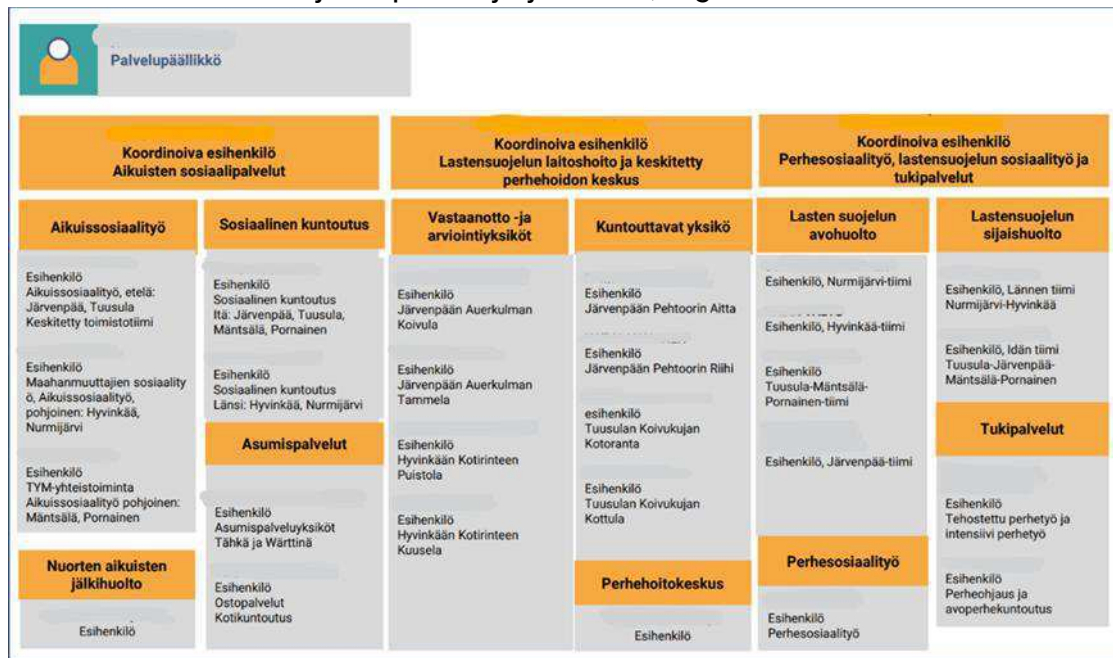 Palvelupäällikkö
Koordinoiva esihenkilö
Aikuisten sosiaalipalvelut
Koordinoiva esihenkilö
Lastensuojelun laitoshoito ja keskitetty
perhehoidon keskus
Koordinoiva esihenkilö
Perhesosiaalityö, lastensuojelun sosiaalityö ja
tukipalvelut
Aikuissosiaalityö
Esihenkilö
Aikuissosiaalityö, etelä:
Järvenpää, Tuusula
Keskitetty toimistotiimi
Esihenkilö
Maahanmuuttajien sosiaality
ö, Aikuissosiaalityö,
pohjoinen: Hyvinkää,
Nurmijärvi
Esihenkilö
TYM-yhteistoiminta
Aikuissosiaalityö pohjoinen:
Mäntsälä, Pornainen
Nuorten aikuisten
jälkihuolto
Esihenkilö
Sosiaalinen kuntoutus
Esihenkilö
Sosiaalinen kuntoutus
Itä: Järvenpää, Tuusula,
Mäntsälä, Pornainen
Esihenkilö
Sosiaalinen kuntoutus
Länsi: Hyvinkää, Nurmijärvi
Asumispalvelut
Esihenkilö
Asumispalveluyksiköt
Tähkä ja Wärttinä
Esihenkilö
Ostopalvelut
Kotikuntoutus
Vastaanotto -ja
arviointiyksiköt
Esihenkilö
Järvenpään Auerkulman
Koivula
Esihenkilö
Järvenpään Auerkulman
Tammela
Esihenkilö
Hyvinkään Kotirinteen
Puistola
Esihenkilö
Hyvinkään Kotirinteen
Kuusela
Kuntouttavat yksikö
Esihenkilö
Järvenpään Pehtoorin Aitta
Esihenkilö
Järvenpään Pehtoorin Riihi
esihenkilö
Tuusulan Koivukujan
Kotoranta
Esihenkilö
Tuusulan Koivukujan
Kottula
Perhehoitokeskus
Esihenkilö
Lasten suojelun
avohuolto
Esihenkilö, Nurmijärvi-tiimi
Esihenkilö, Hyvinkää-tiimi
Esihenkilö
Tuusula-Mäntsälä-
Pornainen-tiimi
Esihenkilö, Järvenpää-tiimi
Perhesosiaalityö
Esihenkilö
Perhesosiaalityö
Lastensuojelun
sijaishuolto
Esihenkilö, Lännen tiimi
Nurmijärvi-Hyvinkää
Esihenkilö, Idän tiimi
Tuusula-Järvenpää-
Mäntsälä-Pornainen
Tukipalvelut
Esihenkilö
Tehostettu perhetyö ja
intensiivi perhetyö
Esihenkilö
Perheohjaus ja
avoperhekuntoutus